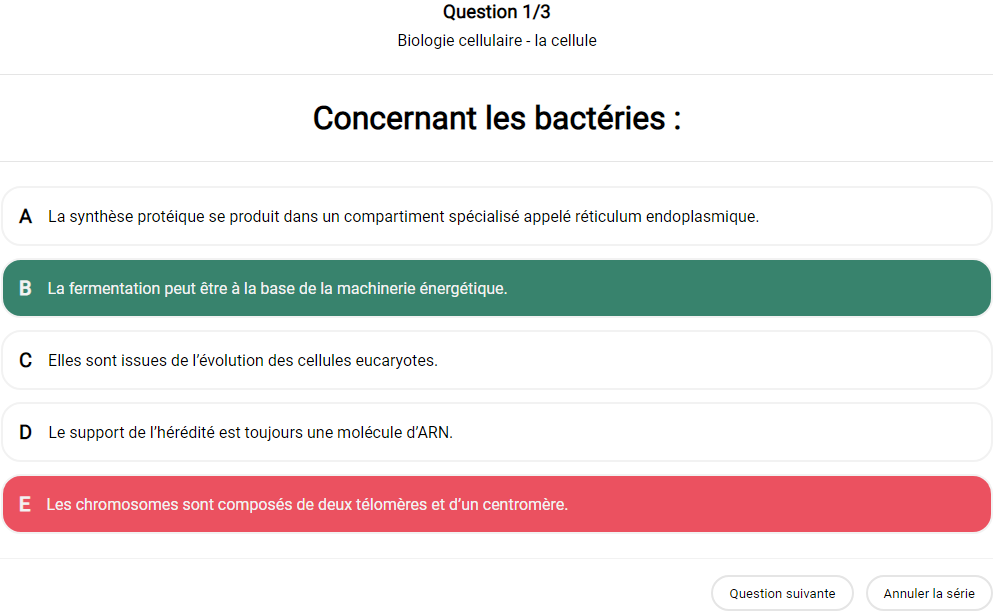 Question 1/3
Biologie cellulaire - la cellule
Concernant les bactéries :
A La synthèse protéique se produit dans un compartiment spécialisé appelé réticulum endoplasmique.
B La fermentation peut être à la base de la machinerie énergétique.
C Elles sont issues de l’évolution des cellules eucaryotes.
D Le support de l’hérédité est toujours une molécule d’ARN.
E Les chromosomes sont composés de deux télomères et d’un centromère.
Question suivante Annuler la série